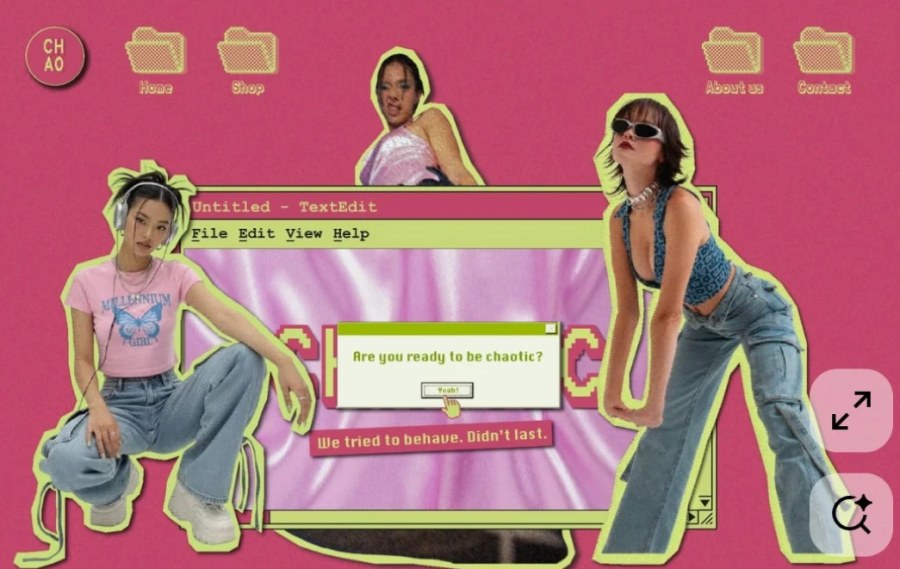 CH
AO
Home
Shop
About us
Contact
Untitled - TextEdit
File Edit View Help
MILLENNIUM
GIRL
Are you ready to be chaotic?
Yeah!
We tried to behave. Didn't last.